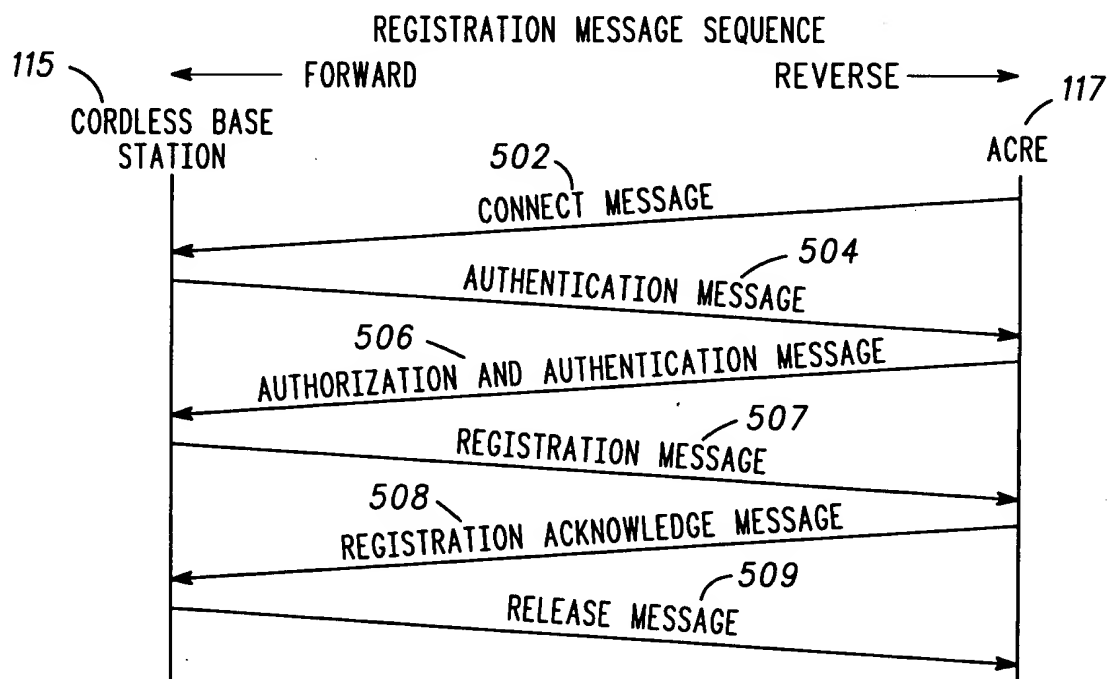 REGISTRATION MESSAGE SEQUENCE
115
FORWARD
REVERSE
117
CORDLESS BASE
STATION
ACRE
502
CONNECT MESSAGE
504
AUTHENTICATION MESSAGE
506
AUTHORIZATION AND AUTHENTICATION MESSAGE
507
REGISTRATION MESSAGE
508
REGISTRATION ACKNOWLEDGE MESSAGE
509
RELEASE MESSAGE